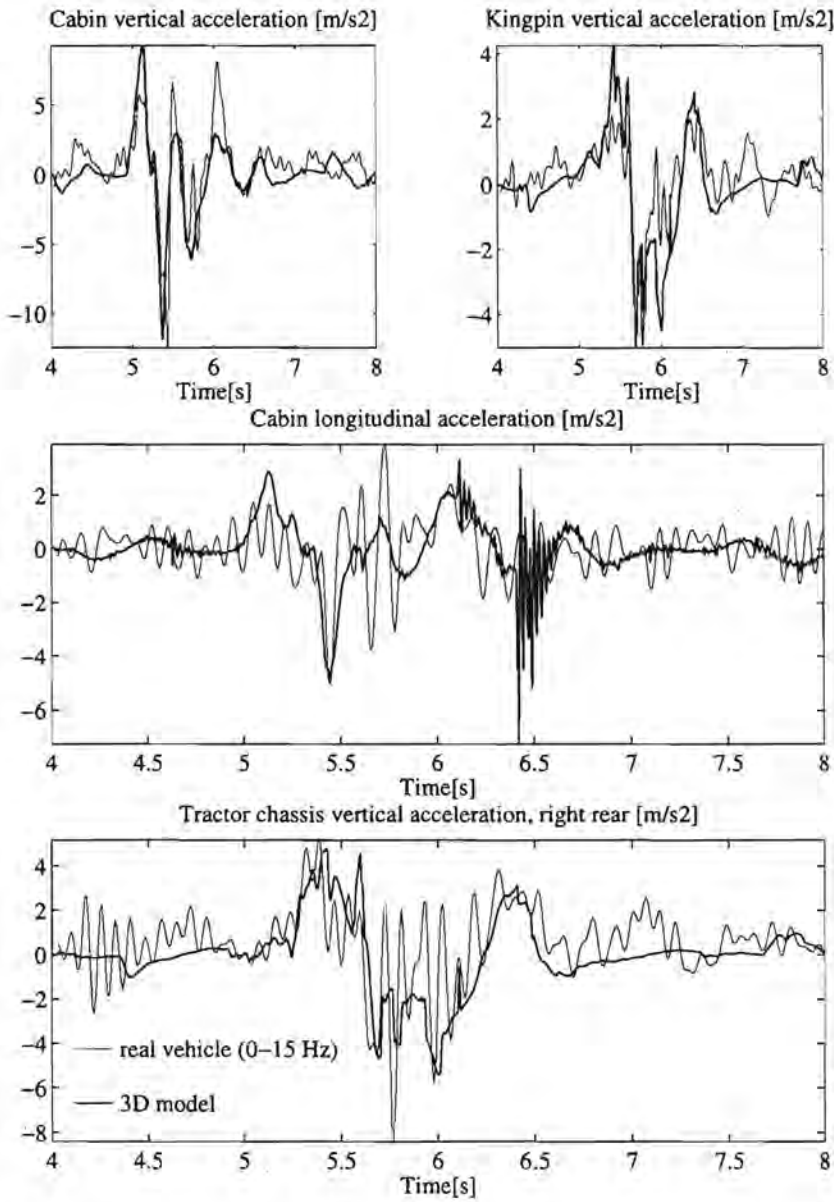 Cabin vertical acceleration [m/s2]
5
0
−5
−10
4 5 6 7 8
Time[s]
Kingpin vertical acceleration [m/s2]
4
2
0
−2
−4
4 5 6 7 8
Time[s]
Cabin longitudinal acceleration [m/s2]
2
0
−2
−4
−6
4 4.5 5 5.5 6 6.5 7 7.5 8
Time[s]
Tractor chassis vertical acceleration, right rear [m/s2]
4
2
0
−2
−4
−6
−8
real vehicle (0–15 Hz)
3D model
4 4.5 5 5.5 6 6.5 7 7.5 8
Time[s]